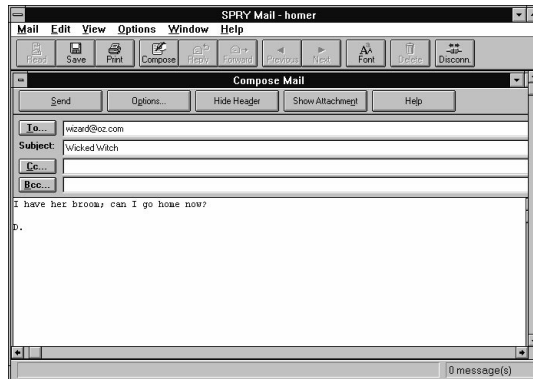 SPRY Mail - homer
Mail Edit View Options Window Help
Read Save Print Compose Reply Forward Previous Next Font Delete Disconn.
Compose Mail
Send Options... Hide Header Show Attachment Help
To... wizard@oz.com
Subject: Wicked Witch
Cc...
Bcc...
I have her broom; can I go home now?
D.
0 message(s)